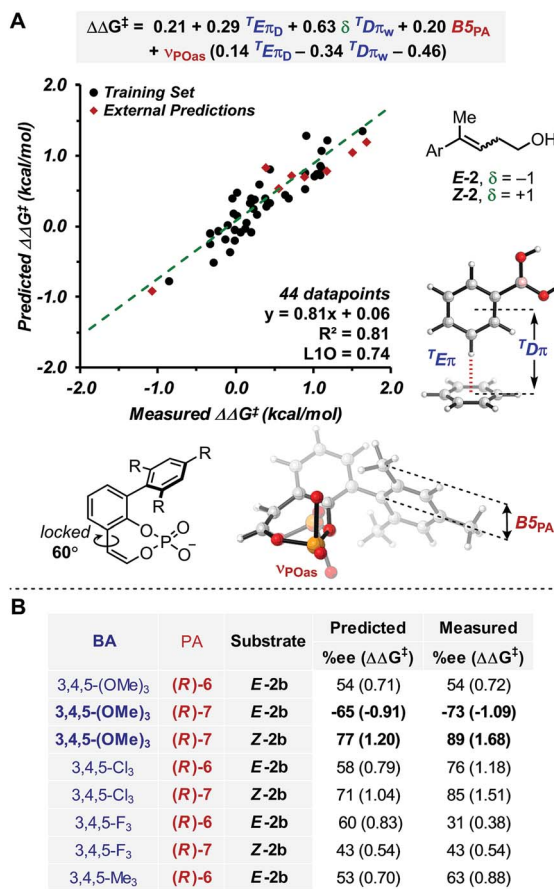 A
ΔΔG‡ = 0.21 + 0.29 ᵀEπ_D + 0.63 δ ᵀDπ_w + 0.20 B5_PA
+ ν_POas (0.14 ᵀEπ_D – 0.34 ᵀDπ_w – 0.46)
2.0
1.0
0.0
-1.0
-2.0
Predicted ΔΔG‡ (kcal/mol)
Training Set
External Predictions
44 datapoints
y = 0.81x + 0.06
R² = 0.81
L1O = 0.74
-2.0 -1.0 0.0 1.0 2.0
Measured ΔΔG‡ (kcal/mol)
Me
Ar
OH
E-2, δ = –1
Z-2, δ = +1
ᵀEπ
ᵀDπ
R
R
R
locked
60°
O
O
P
O
O⁻
ν_POas
B5_PA
B
Predicted Measured
BA PA Substrate %ee (ΔΔG‡) %ee (ΔΔG‡)
3,4,5-(OMe)₃ (R)-6 E-2b 54 (0.71) 54 (0.72)
3,4,5-(OMe)₃ (R)-7 E-2b -65 (-0.91) -73 (-1.09)
3,4,5-(OMe)₃ (R)-7 Z-2b 77 (1.20) 89 (1.68)
3,4,5-Cl₃ (R)-6 E-2b 58 (0.79) 76 (1.18)
3,4,5-Cl₃ (R)-7 Z-2b 71 (1.04) 85 (1.51)
3,4,5-F₃ (R)-6 E-2b 60 (0.83) 31 (0.38)
3,4,5-F₃ (R)-7 Z-2b 43 (0.54) 43 (0.54)
3,4,5-Me₃ (R)-6 E-2b 53 (0.70) 63 (0.88)